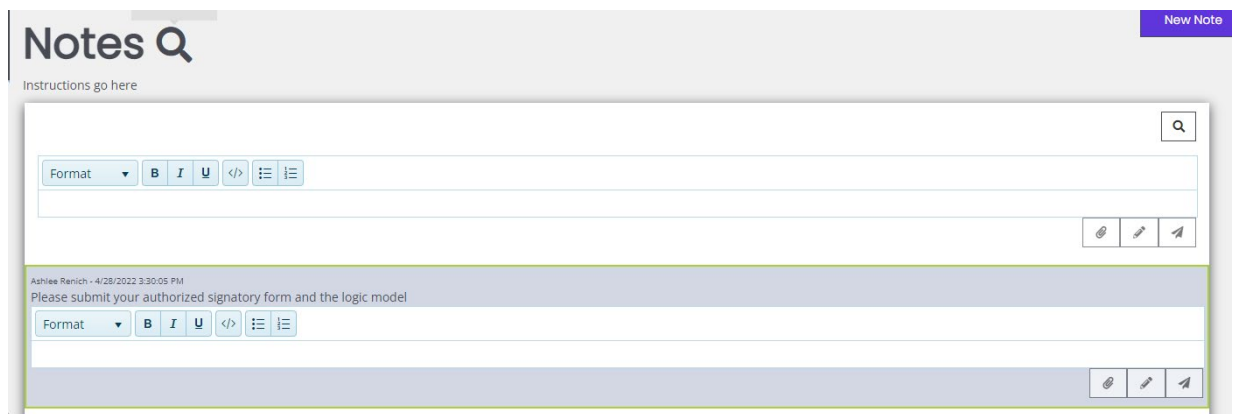 New Note
Notes
Instructions go here
Format B I U </>
Ashlee Renich - 4/28/2022 3:30:05 PM
Please submit your authorized signatory form and the logic model
Format B I U </>